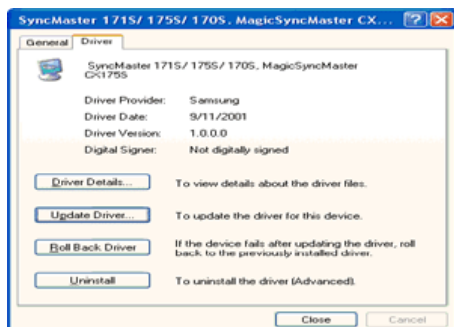 SyncMaster 171S/ 175S/ 170S, MagicSyncMaster CX...
General Driver
SyncMaster 171S/ 175S/ 170S, MagicSyncMaster
CX175S
Driver Provider: Samsung
Driver Date: 9/11/2001
Driver Version: 1.0.0.0
Digital Signer: Not digitally signed
Driver Details... To view details about the driver files.
Update Driver... To update the driver for this device.
Roll Back Driver If the device fails after updating the driver, roll
back to the previously installed driver.
Uninstall To uninstall the driver (Advanced).
Close Cancel